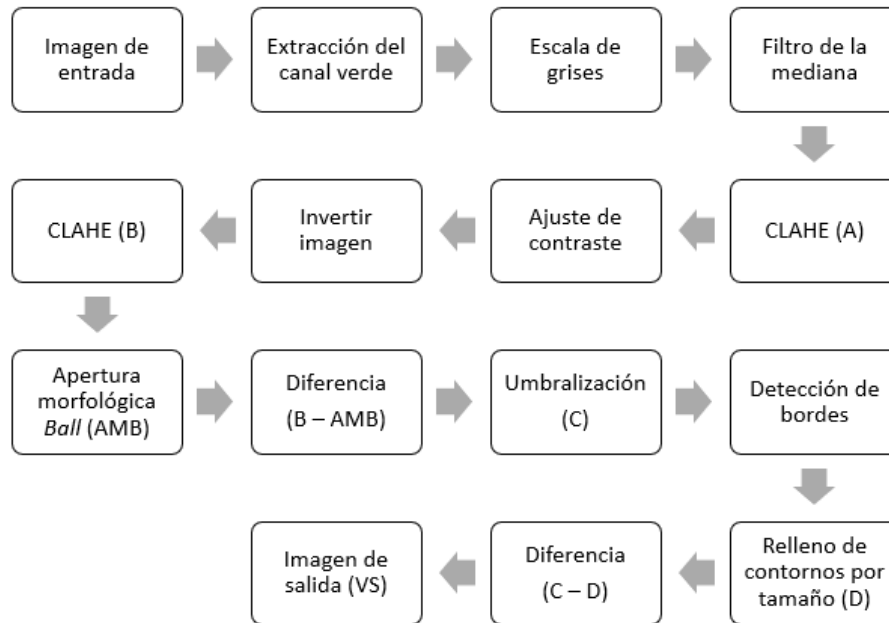 Imagen de
entrada
Extracción del
canal verde
Escala de
grises
Filtro de la
mediana
CLAHE (A)
Ajuste de
contraste
Invertir
imagen
CLAHE (B)
Apertura
morfológica
Ball (AMB)
Diferencia
(B – AMB)
Umbralización
(C)
Detección de
bordes
Relleno de
contornos por
tamaño (D)
Diferencia
(C – D)
Imagen de
salida (VS)